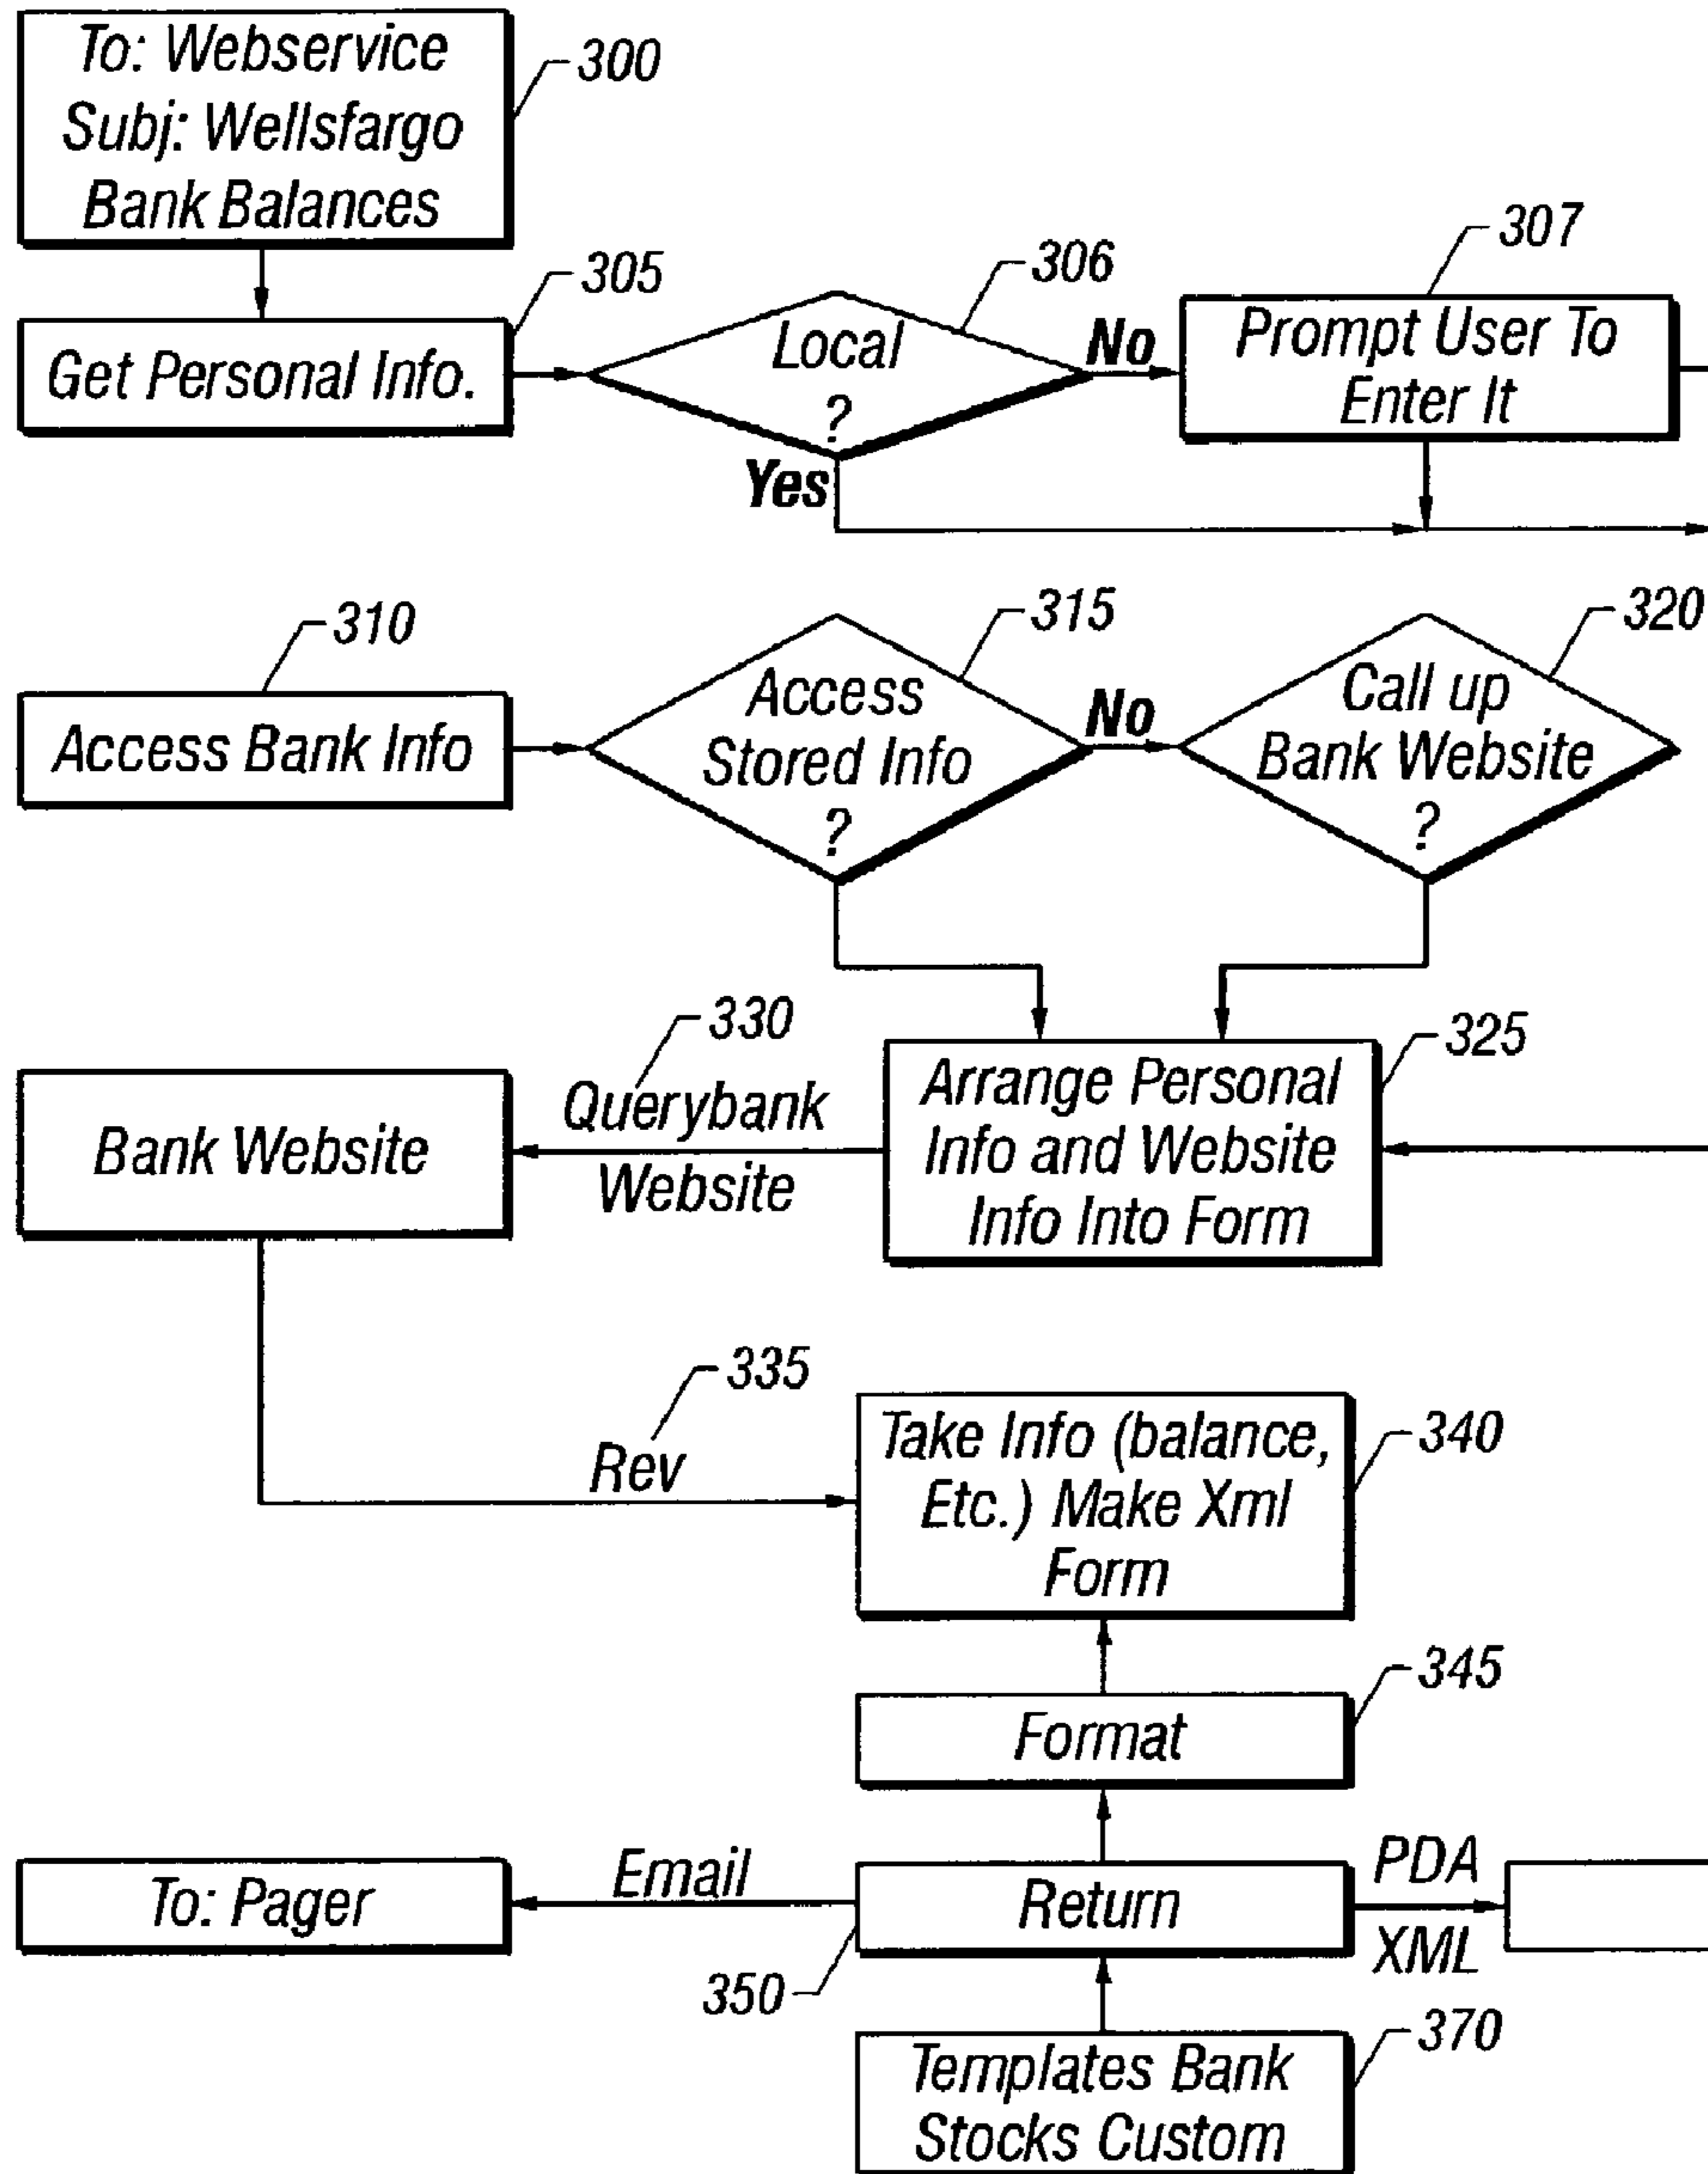 To: Webservice
Subj: Wellsfargo
Bank Balances
300
305
Get Personal Info.
306
Local
?
No
Yes
307
Prompt User To
Enter It
310
Access Bank Info
315
Access
Stored Info
?
No
320
Call up
Bank Website
?
325
Arrange Personal
Info and Website
Info Into Form
330
Querybank
Website
Bank Website
335
Rev
340
Take Info (balance,
Etc.) Make Xml
Form
345
Format
To: Pager
Email
Return
350
PDA
XML
370
Templates Bank
Stocks Custom